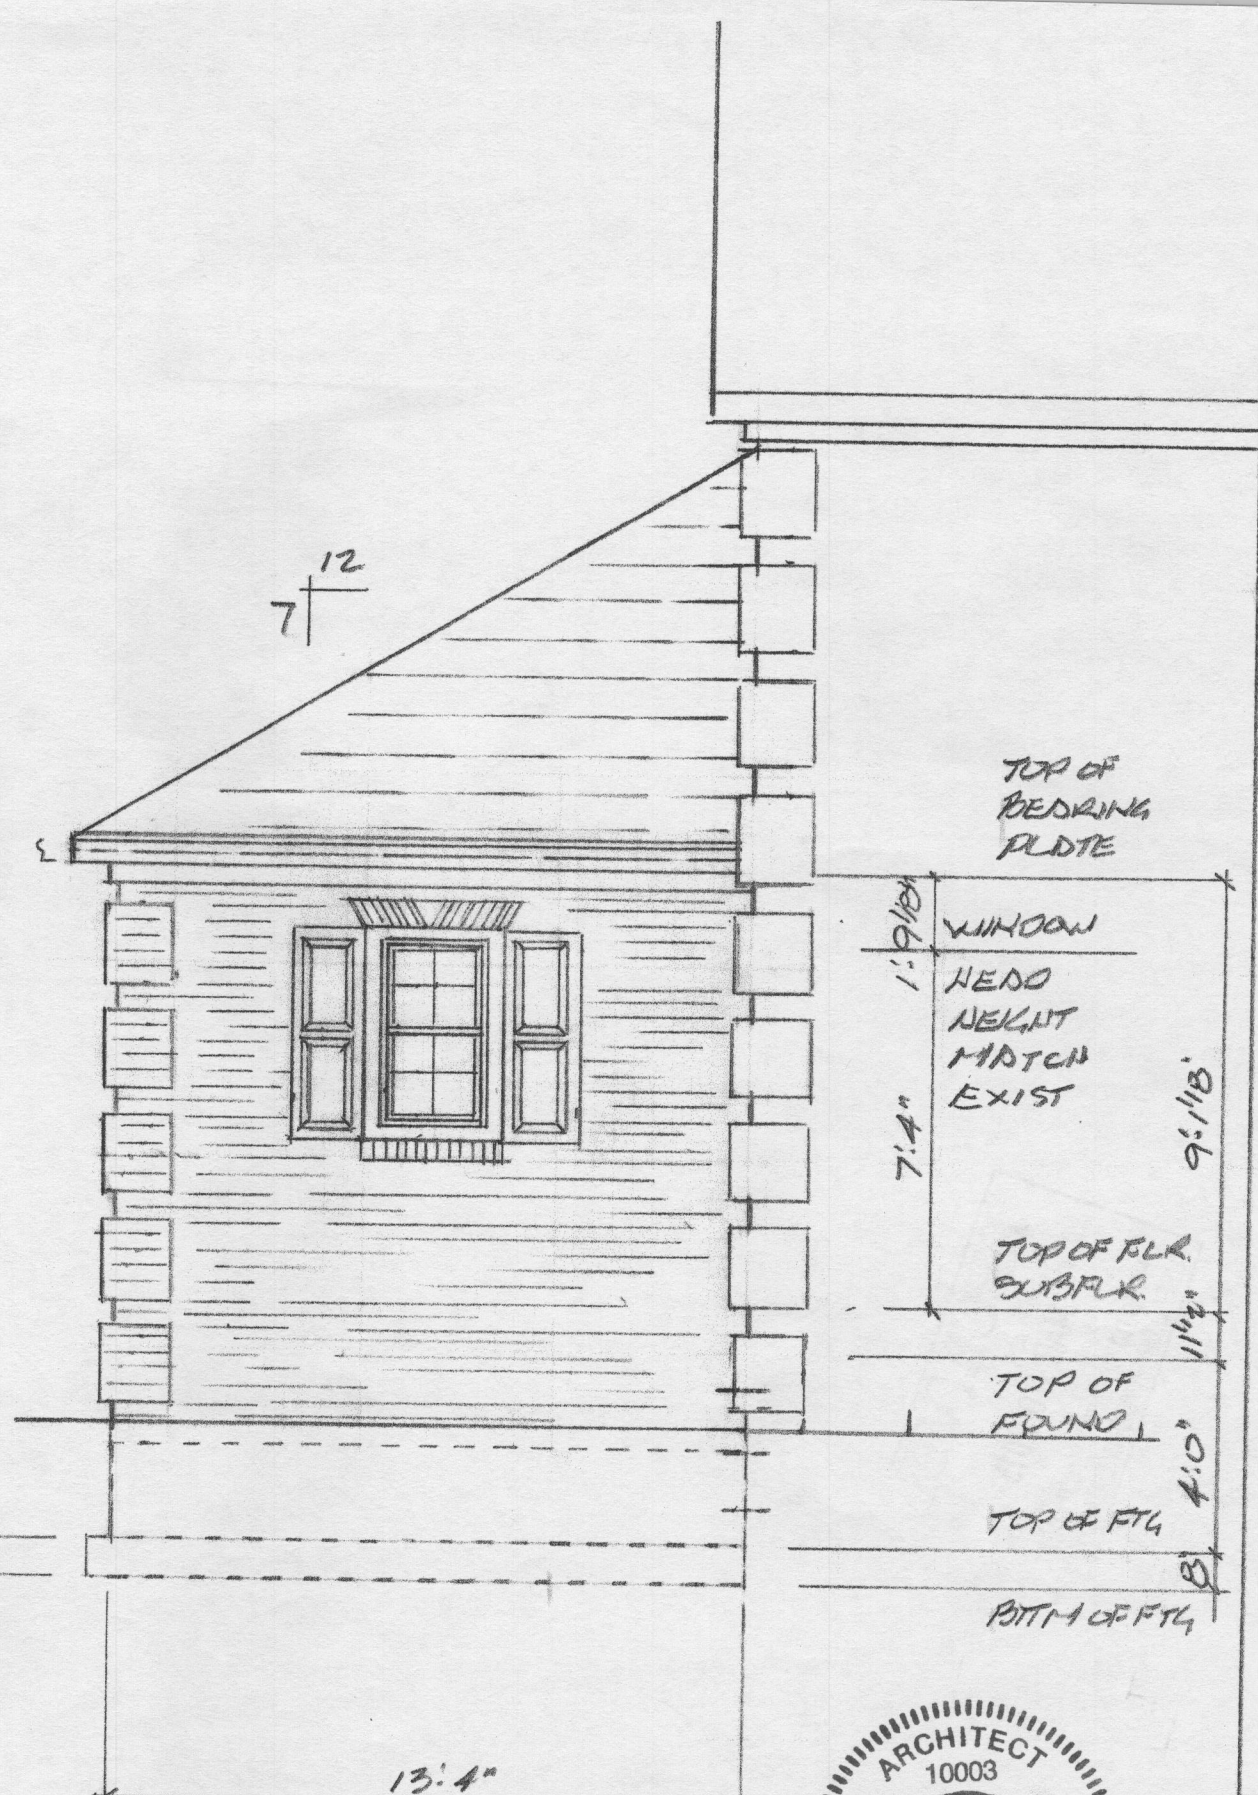 12
7
TOP OF
BEARING
PLATE
1'-9 1/8"
WINDOW
HEAD
HEIGHT
MATCH
EXIST
7'-4"
9'-1 1/8"
TOP OF FLR
SUBFLR.
11 1/2"
TOP OF
FOUND
4'-0"
TOP OF FTG
8"
BTTM OF FTG
13'-4"
ARCHITECT
10003